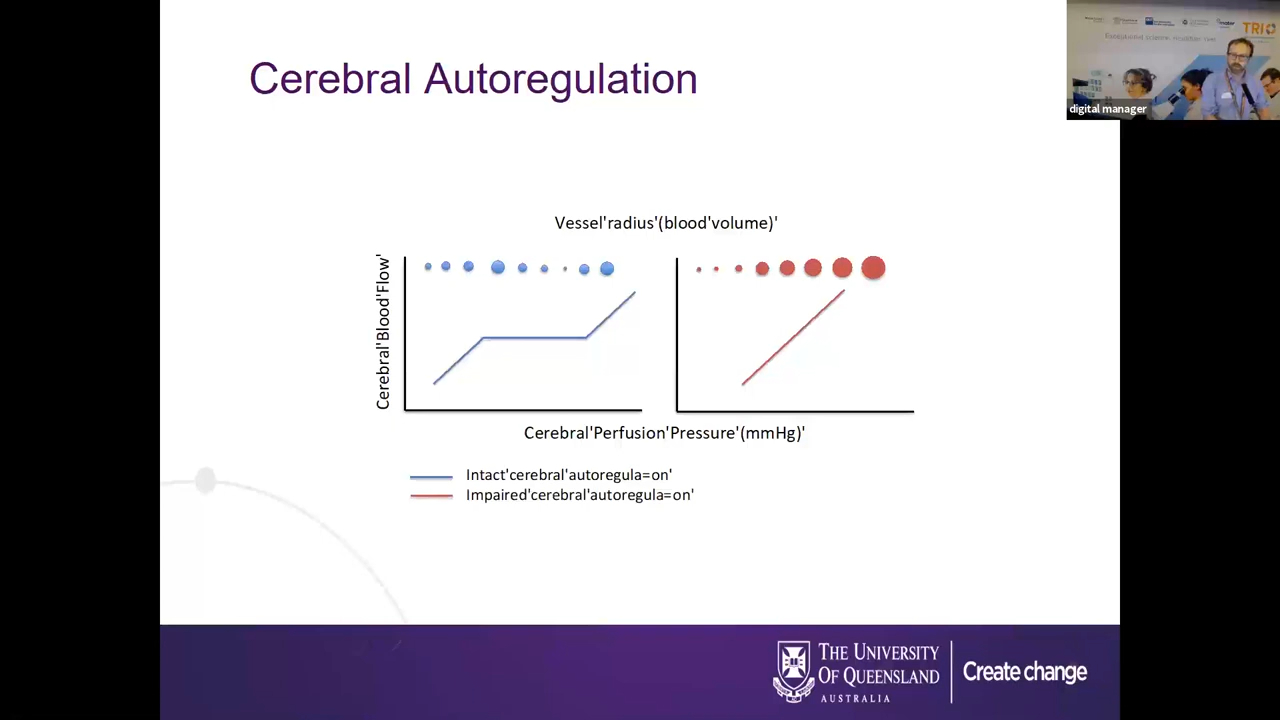 Cerebral Autoregulation
TRI
digital manager
Vessel'radius'(blood'volume)'
Cerebral'Blood'Flow'
Cerebral'Perfusion'Pressure'(mmHg)'
Intact'cerebral'autoregula=on'
Impaired'cerebral'autoregula=on'
THE UNIVERSITY
OF QUEENSLAND
AUSTRALIA
Create change